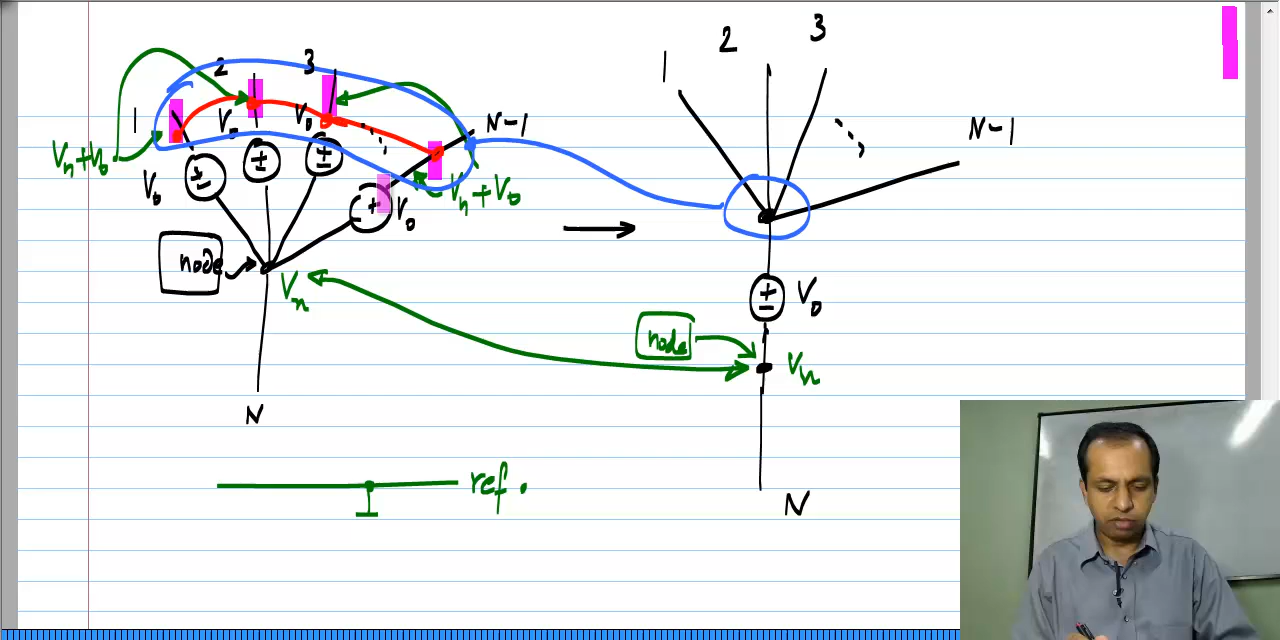 1 2 3 N-1
V0 V0 V0 V0
+ - + - + - +
Vn+V0
Vn+V0
node
Vn
N
ref.
1 2 3 N-1
+ - V0
node
Vn
N